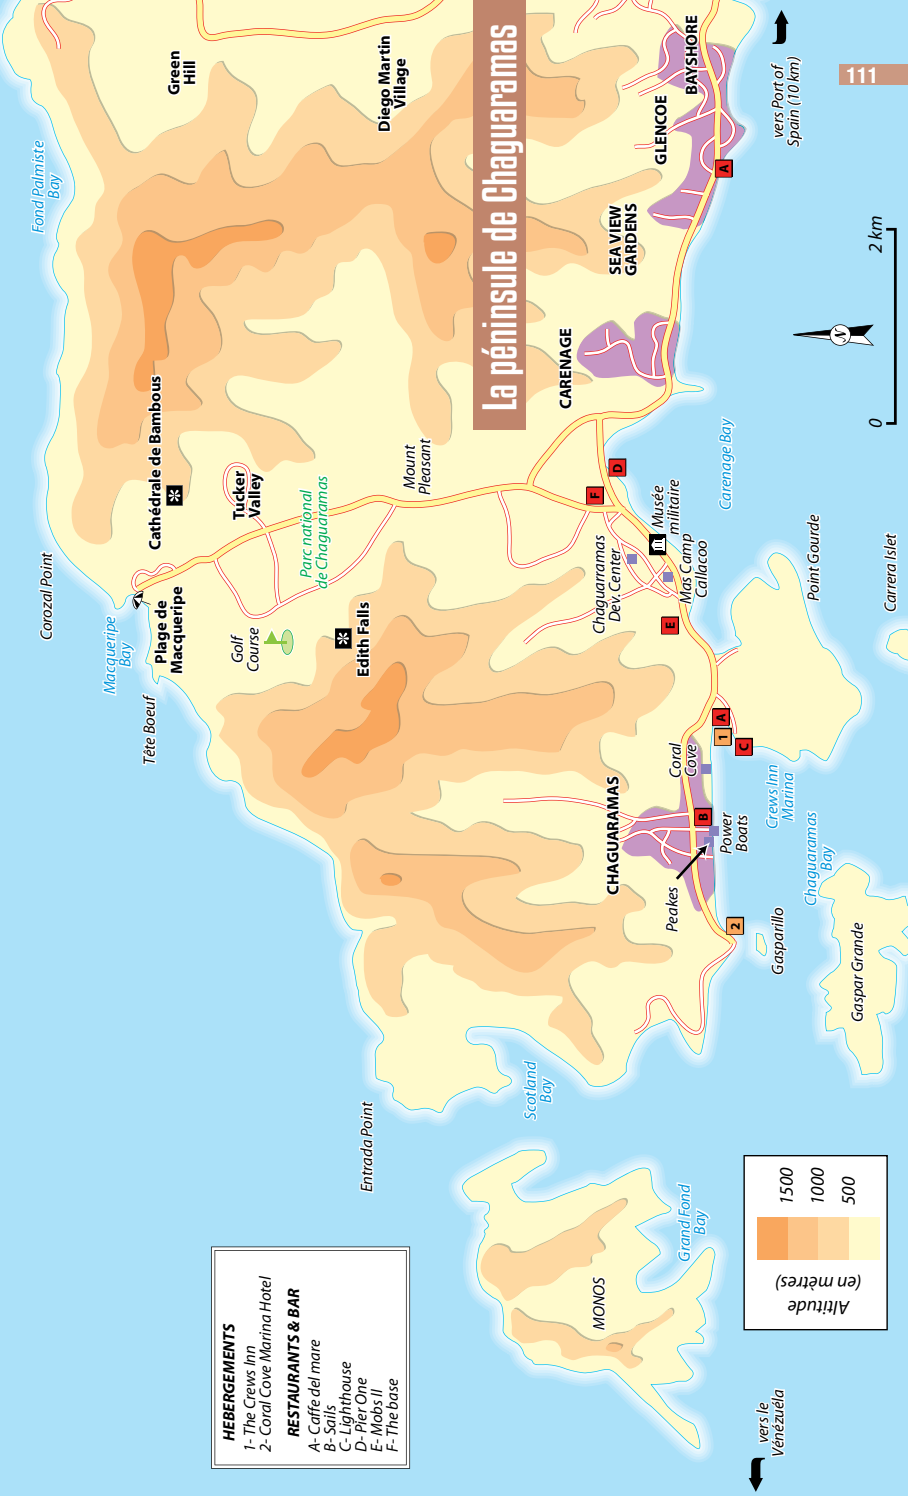 La péninsule de Chaguaramas
111
HEBERGEMENTS
1- The Crews Inn
2- Coral Cove Marina Hotel
RESTAURANTS & BAR
A- Caffe del mare
B- Sails
C- Lighthouse
D- Pier One
E- Mobs II
F- The base
Fond Palmiste
Bay
Green
Hill
Diego Martin
Village
Corozal Point
Cathédrale de Bambous
Macqueripe
Bay
Plage de
Macqueripe
Tête Boeuf
Tucker
Valley
Golf
Course
Parc national
de Chaguaramas
Edith Falls
Mount
Pleasant
BAYSHORE
GLENCOE
SEA VIEW
GARDENS
CARENAGE
vers Port of
Spain (10 km)
A
D
F
Musée
militaire
Chaguarramas
Dev. Center
Mas Camp
Callacoo
Carenage Bay
E
Point Gourde
Carrera Islet
CHAGUARAMAS
Coral
Cove
A
1
C
B
Power
Boats
Peakes
Crews Inn
Marina
Chaguaramas
Bay
2
Gasparillo
Gaspar Grande
Entrada Point
Scotland
Bay
Grand Fond
Bay
MONOS
vers le
Vénézuéla
Altitude
(en mètres)
1500
1000
500
N
0
2 km